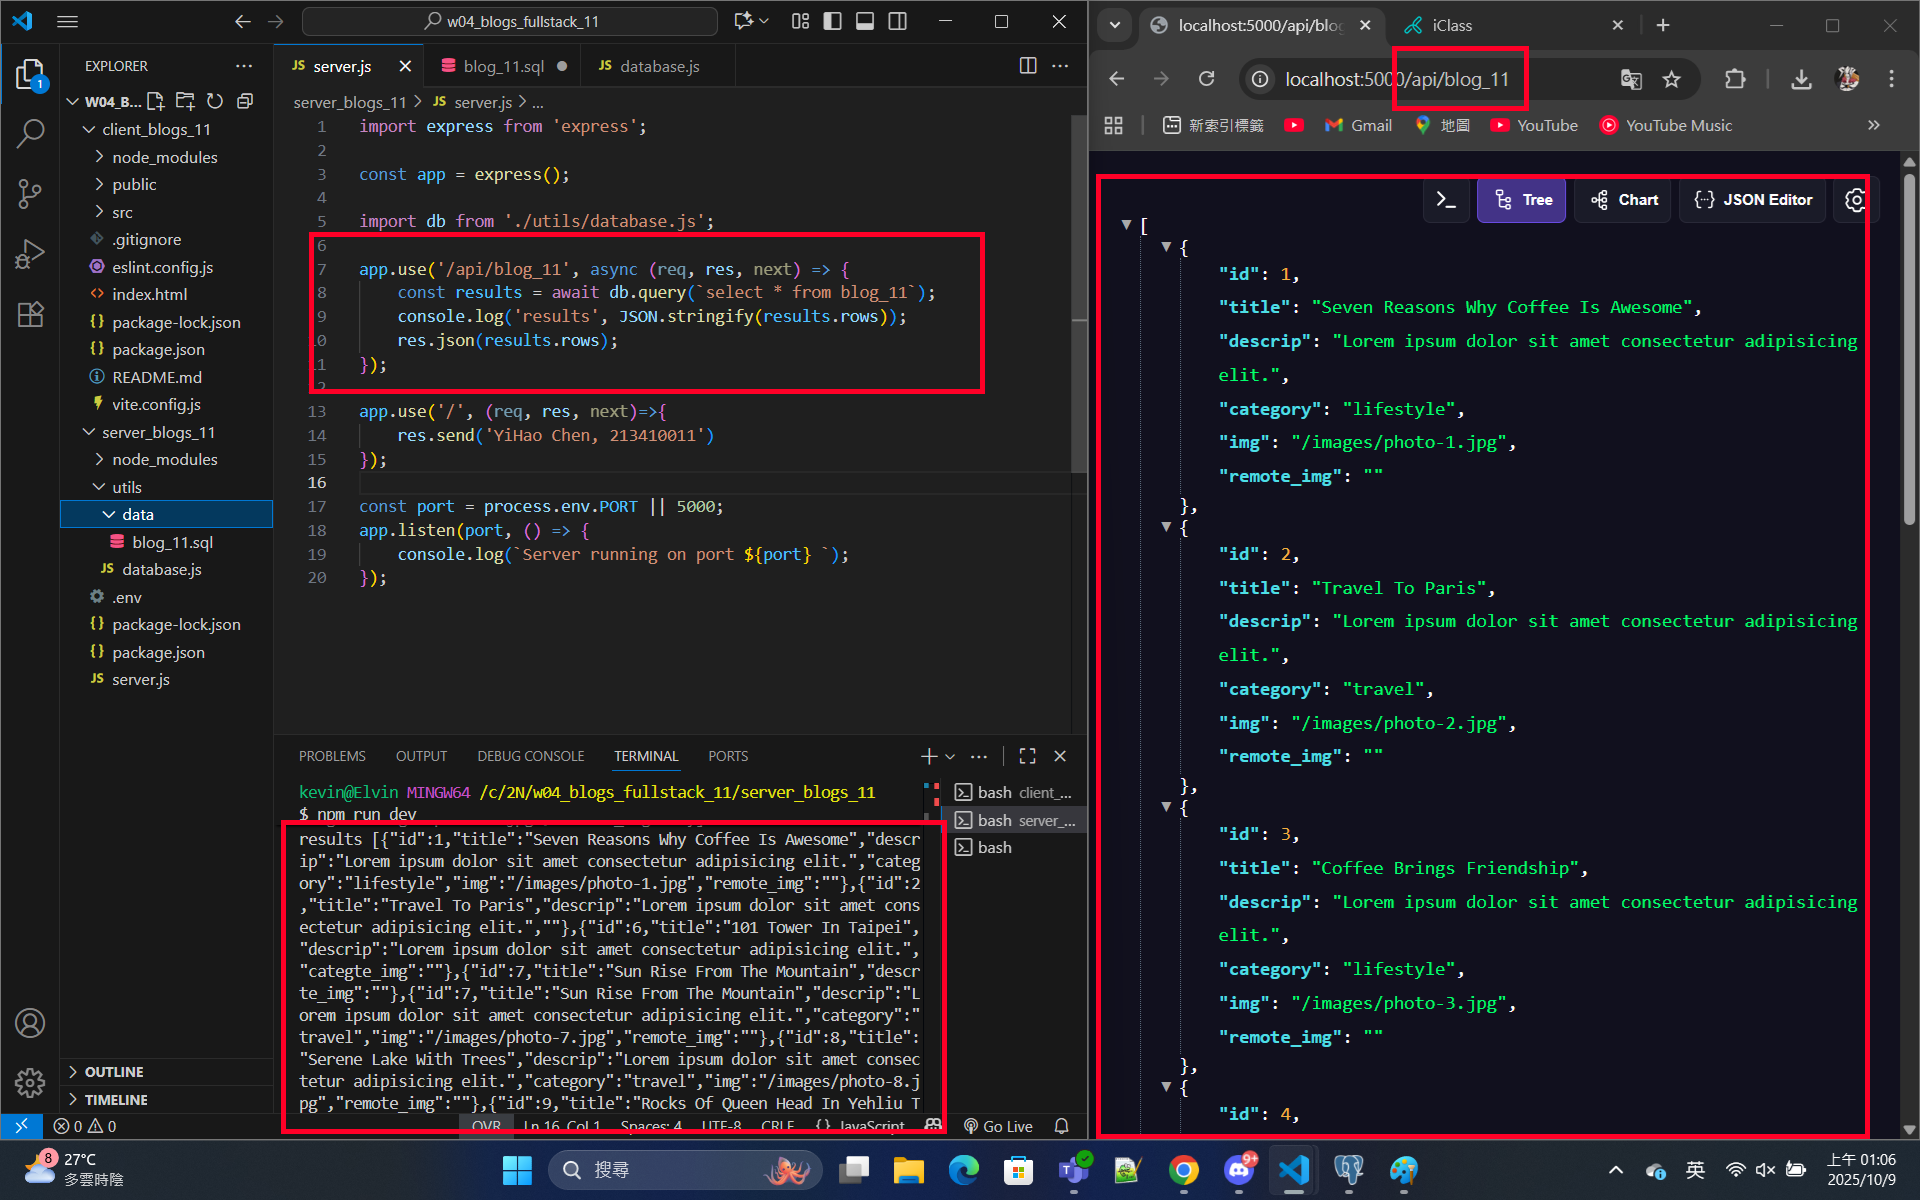 w04_blogs_fullstack_11
EXPLORER
W04_B...
client_blogs_11
node_modules
public
src
.gitignore
eslint.config.js
index.html
package-lock.json
package.json
README.md
vite.config.js
server_blogs_11
node_modules
utils
data
blog_11.sql
database.js
.env
package-lock.json
package.json
server.js
OUTLINE
TIMELINE
server.js
blog_11.sql
database.js
server_blogs_11 > JS server.js > ...
1 import express from 'express';
2
3 const app = express();
4
5 import db from './utils/database.js';
6
7 app.use('/api/blog_11', async (req, res, next) => {
8 const results = await db.query(`select * from blog_11`);
9 console.log('results', JSON.stringify(results.rows));
10 res.json(results.rows);
11 });
12
13 app.use('/', (req, res, next)=>{
14 res.send('YiHao Chen, 213410011')
15 });
16
17 const port = process.env.PORT || 5000;
18 app.listen(port, () => {
19 console.log(`Server running on port ${port} `);
20 });
PROBLEMS OUTPUT DEBUG CONSOLE TERMINAL PORTS
kevin@Elvin MINGW64 /c/2N/w04_blogs_fullstack_11/server_blogs_11
$ npm run dev
results [{"id":1,"title":"Seven Reasons Why Coffee Is Awesome","descr
ip":"Lorem ipsum dolor sit amet consectetur adipisicing elit.","categ
ory":"lifestyle","img":"/images/photo-1.jpg","remote_img":""},{"id":2
,"title":"Travel To Paris","descrip":"Lorem ipsum dolor sit amet cons
ectetur adipisicing elit.",""},{"id":6,"title":"101 Tower In Taipei",
"descrip":"Lorem ipsum dolor sit amet consectetur adipisicing elit.",
"categte_img":""},{"id":7,"title":"Sun Rise From The Mountain","descr
te_img":""},{"id":7,"title":"Sun Rise From The Mountain","descrip":"L
orem ipsum dolor sit amet consectetur adipisicing elit.","category":"
travel","img":"/images/photo-7.jpg","remote_img":""},{"id":8,"title":
"Serene Lake With Trees","descrip":"Lorem ipsum dolor sit amet consec
tetur adipisicing elit.","category":"travel","img":"/images/photo-8.j
pg","remote_img":""},{"id":9,"title":"Rocks Of Queen Head In Yehliu T
bash client_...
bash server_...
bash
0 0 OVR Ln 16, Col 1 Spaces: 4 UTF-8 CRLF {} JavaScript Go Live
localhost:5000/api/blog
iClass
localhost:5000/api/blog_11
新索引標籤
Gmail
地圖
YouTube
YouTube Music
Tree
Chart
JSON Editor
[
{
"id": 1,
"title": "Seven Reasons Why Coffee Is Awesome",
"descrip": "Lorem ipsum dolor sit amet consectetur adipisicing
elit.",
"category": "lifestyle",
"img": "/images/photo-1.jpg",
"remote_img": ""
},
{
"id": 2,
"title": "Travel To Paris",
"descrip": "Lorem ipsum dolor sit amet consectetur adipisicing
elit.",
"category": "travel",
"img": "/images/photo-2.jpg",
"remote_img": ""
},
{
"id": 3,
"title": "Coffee Brings Friendship",
"descrip": "Lorem ipsum dolor sit amet consectetur adipisicing
elit.",
"category": "lifestyle",
"img": "/images/photo-3.jpg",
"remote_img": ""
},
{
"id": 4,
8
27°C
多雲時陰
搜尋
9+
英
上午 01:06
2025/10/9